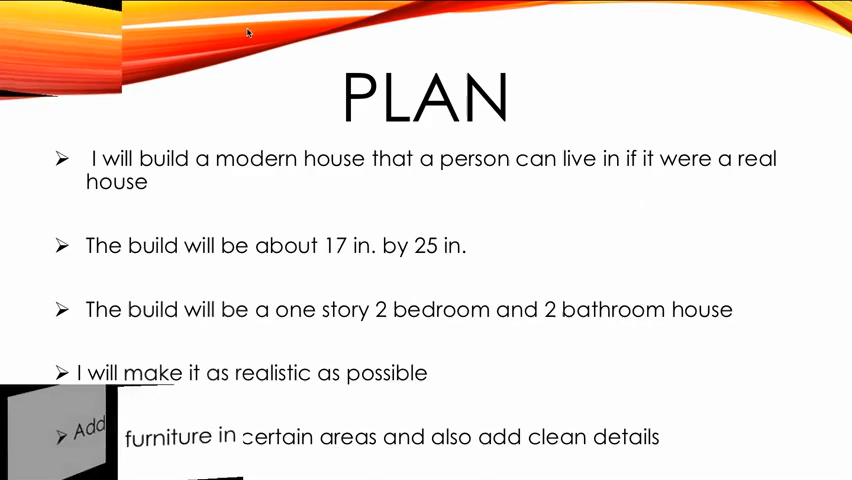 PLAN
I will build a modern house that a person can live in if it were a real
house
The build will be about 17 in. by 25 in.
The build will be a one story 2 bedroom and 2 bathroom house
I will make it as realistic as possible
Add furniture in certain areas and also add clean details